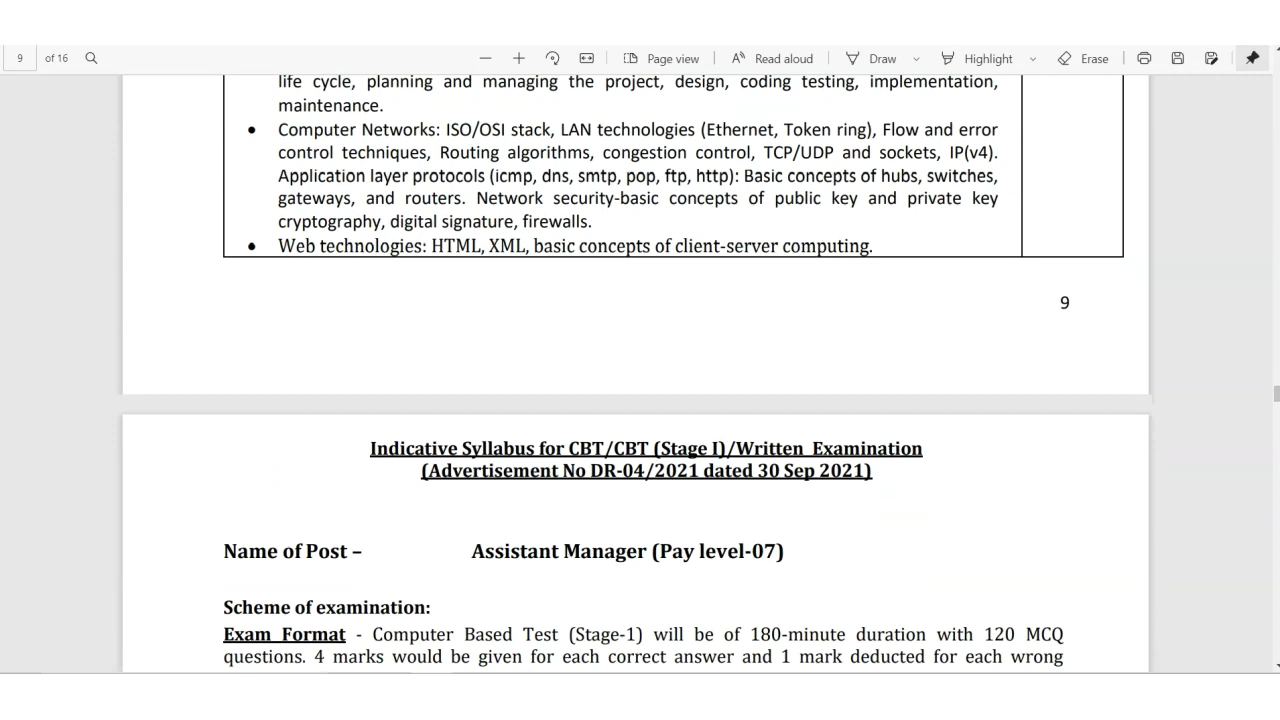 9 of 16 Page view Read aloud Draw Highlight Erase
life cycle, planning and managing the project, design, coding testing, implementation,
maintenance.
• Computer Networks: ISO/OSI stack, LAN technologies (Ethernet, Token ring), Flow and error
control techniques, Routing algorithms, congestion control, TCP/UDP and sockets, IP(v4).
Application layer protocols (icmp, dns, smtp, pop, ftp, http): Basic concepts of hubs, switches,
gateways, and routers. Network security-basic concepts of public key and private key
cryptography, digital signature, firewalls.
• Web technologies: HTML, XML, basic concepts of client-server computing.
9
Indicative Syllabus for CBT/CBT (Stage I)/Written Examination
(Advertisement No DR-04/2021 dated 30 Sep 2021)
Name of Post – Assistant Manager (Pay level-07)
Scheme of examination:
Exam Format - Computer Based Test (Stage-1) will be of 180-minute duration with 120 MCQ
questions. 4 marks would be given for each correct answer and 1 mark deducted for each wrong